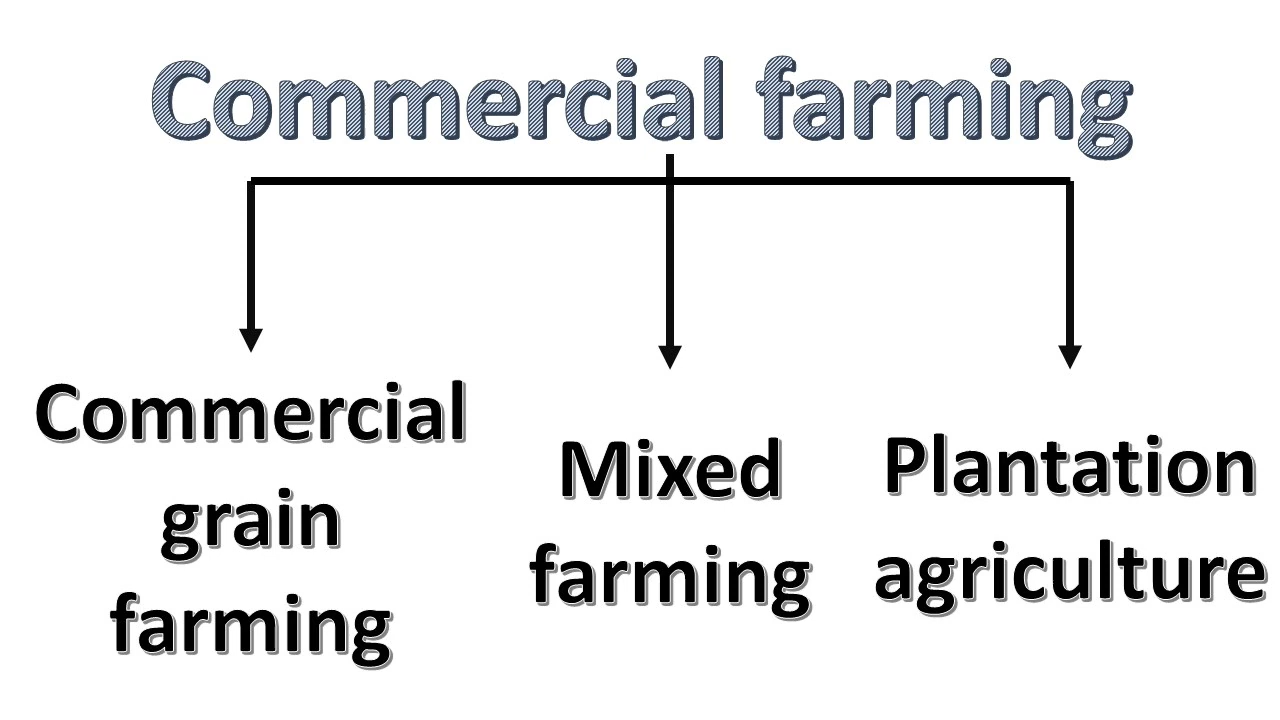 Commercial farming
Commercial
grain
farming
Mixed
farming
Plantation
agriculture